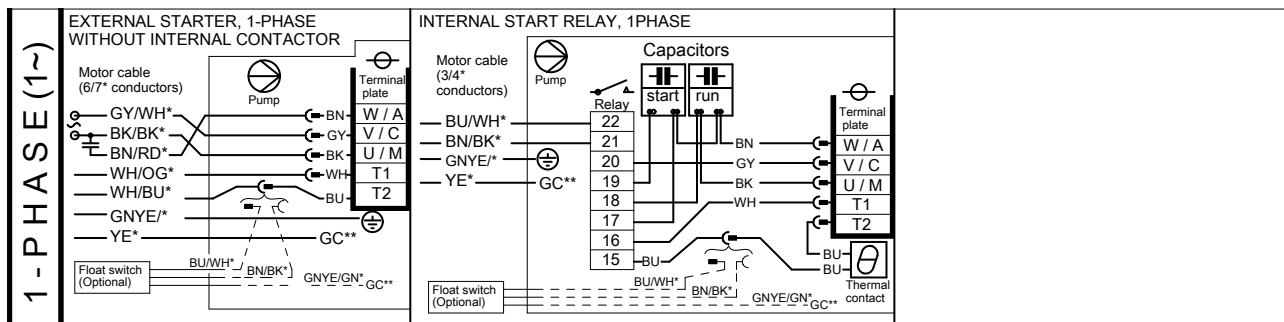 1 - P H A S E (1~)
EXTERNAL STARTER, 1-PHASE
WITHOUT INTERNAL CONTACTOR
Motor cable
(6/7* conductors)
Pump
Terminal
plate
GY/WH*
BN
W / A
BK/BK*
GY
V / C
BN/RD*
BK
U / M
WH/OG*
WH
T1
WH/BU*
BU
T2
GNYE/*
YE*
GC**
Float switch
(Optional)
BU/WH*
BN/BK*
GNYE/GN*
GC**
INTERNAL START RELAY, 1PHASE
Motor cable
(3/4*
conductors)
Pump
Capacitors
start
run
Relay
Terminal
plate
BU/WH*
22
BN/BK*
21
BN
W / A
GNYE/*
20
GY
V / C
YE*
GC**
19
BK
U / M
18
WH
T1
17
T2
16
15
BU
BU
BU
Thermal
contact
Float switch
(Optional)
BU/WH*
BN/BK*
GNYE/GN*
GC**